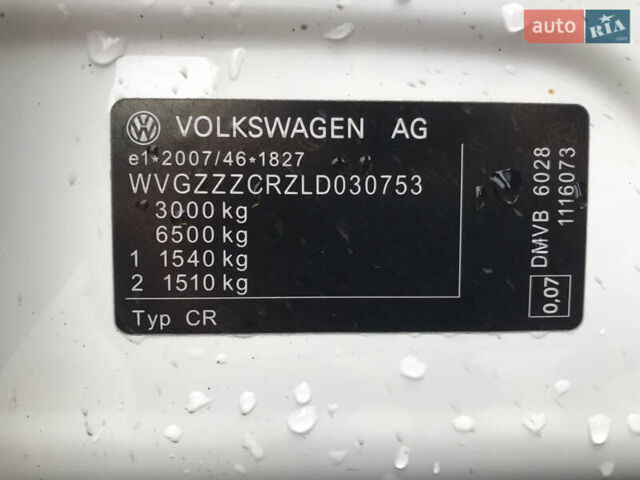 auto RIA.com
VOLKSWAGEN AG
e1*2007/46*1827
WVGZZZCRZLD030753
3000 kg
6500 kg
1 1540 kg
2 1510 kg
Typ CR
DMVB 6028
1116073
0,07